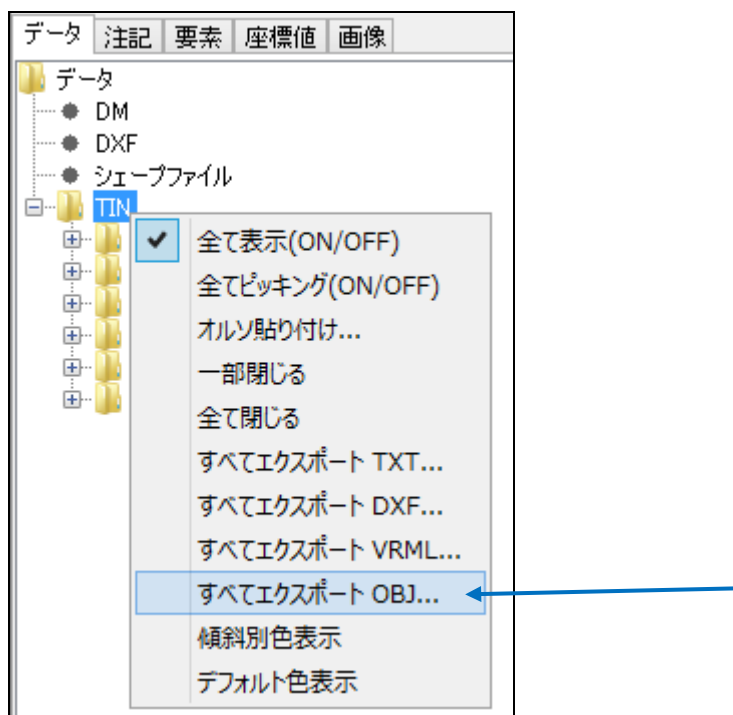 データ 注記 要素 座標値 画像
データ
DM
DXF
シェープファイル
TIN
全て表示(ON/OFF)
全てピッキング(ON/OFF)
オルソ貼り付け...
一部閉じる
全て閉じる
すべてエクスポート TXT...
すべてエクスポート DXF...
すべてエクスポート VRML...
すべてエクスポート OBJ...
傾斜別色表示
デフォルト色表示